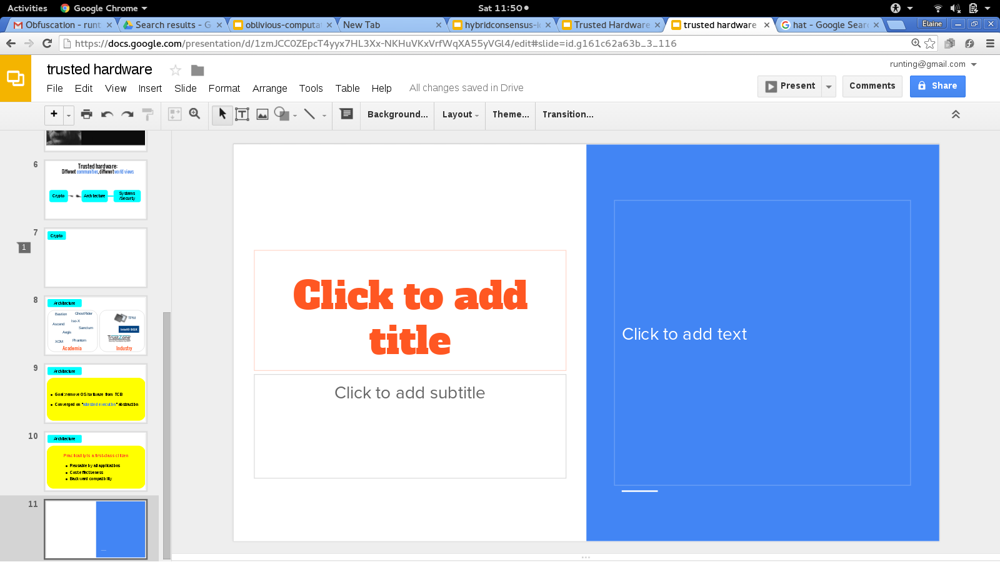 Activities Google Chrome Sat 11:50
Obfuscation - runt Search results - G oblivious-computat New Tab hybridconsensus-i Trusted Hardware trusted hardware hat - Google Sear Elaine
https://docs.google.com/presentation/d/1zmJCC0ZEpcT4yyx7HL3Xx-NKHuVKxVrfWqXA55yVGl4/edit#slide=id.g161c62a63b_3_116
trusted hardware
runting@gmail.com
File Edit View Insert Slide Format Arrange Tools Table Help All changes saved in Drive
Present Comments Share
Background... Layout Theme... Transition...
6
Trusted hardware:
Different communities, different world views
Crypto Architecture Systems
/Security
7
Crypto
1
8
Architecture
Bastion GhostRider
TPM
Iso-X
Ascend
Sanctum
Intel® SGX
Aegis
TrustZone
XOM Phantom
Academia Industry
9
Architecture
Goal: remove OS/software from TCB
Converged on "attested execution" abstraction
10
Architecture
Practicality is a first-class citizen
Reusable by all applications
Cost effectiveness
Backward compatibility
11
Click to add
title
Click to add subtitle
Click to add text